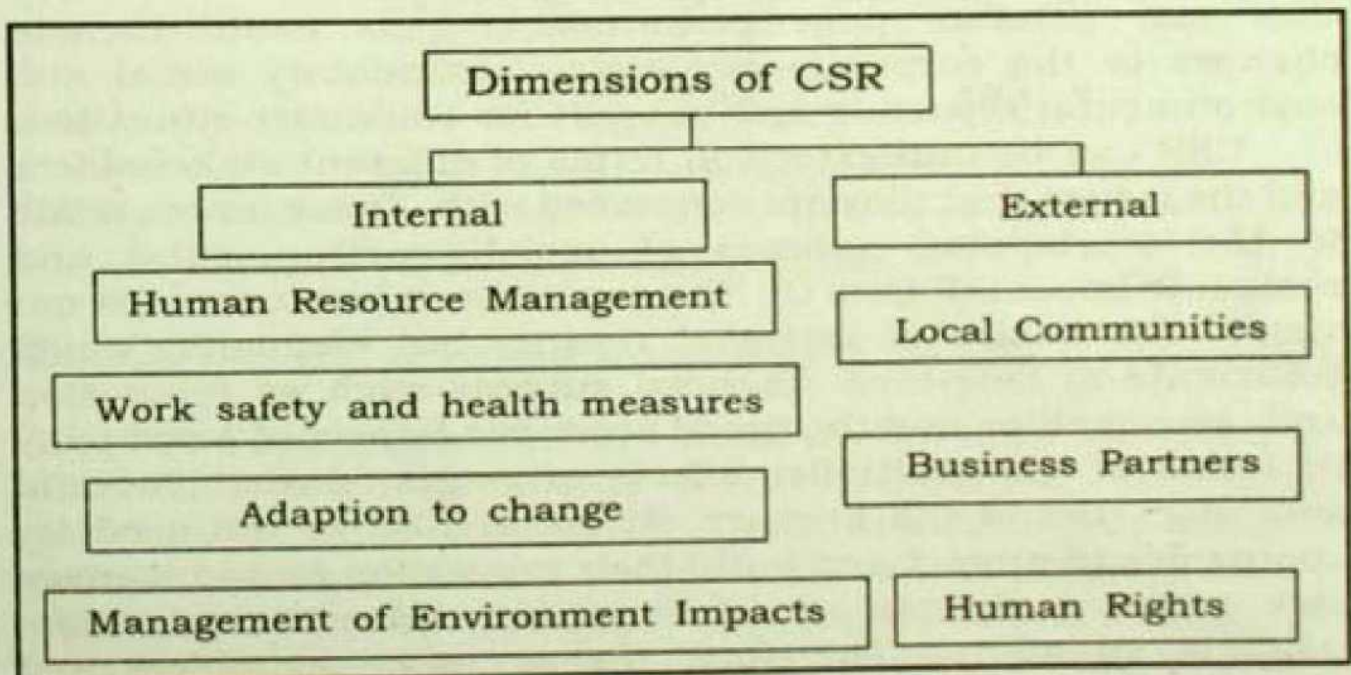 Dimensions of CSR
Internal
External
Human Resource Management
Local Communities
Work safety and health measures
Business Partners
Adaption to change
Management of Environment Impacts
Human Rights